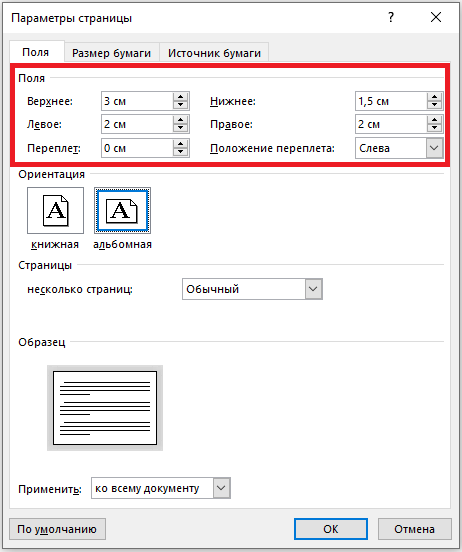 Параметры страницы
Поля Размер бумаги Источник бумаги
Поля
Верхнее: 3 см Нижнее: 1,5 см
Левое: 2 см Правое: 2 см
Переплет: 0 см Положение переплета: Слева
Ориентация
A A
книжная альбомная
Страницы
несколько страниц: Обычный
Образец
Применить: ко всему документу
По умолчанию ОК Отмена